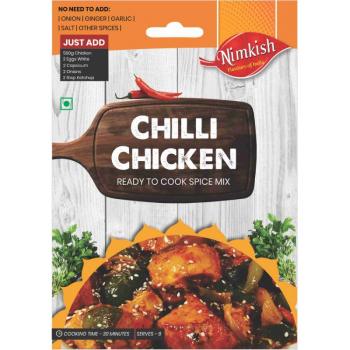 NO NEED TO ADD:
| ONION | GINGER | GARLIC |
| SALT | OTHER SPICES |
JUST ADD
500g Chicken
2 Eggs White
2 Capsicum
2 Onions
2 tbsp Ketchup
Nimkish
Flavours of India
CHILLI
CHICKEN
READY TO COOK SPICE MIX
COOKING TIME - 20 MINUTES
SERVES - 8